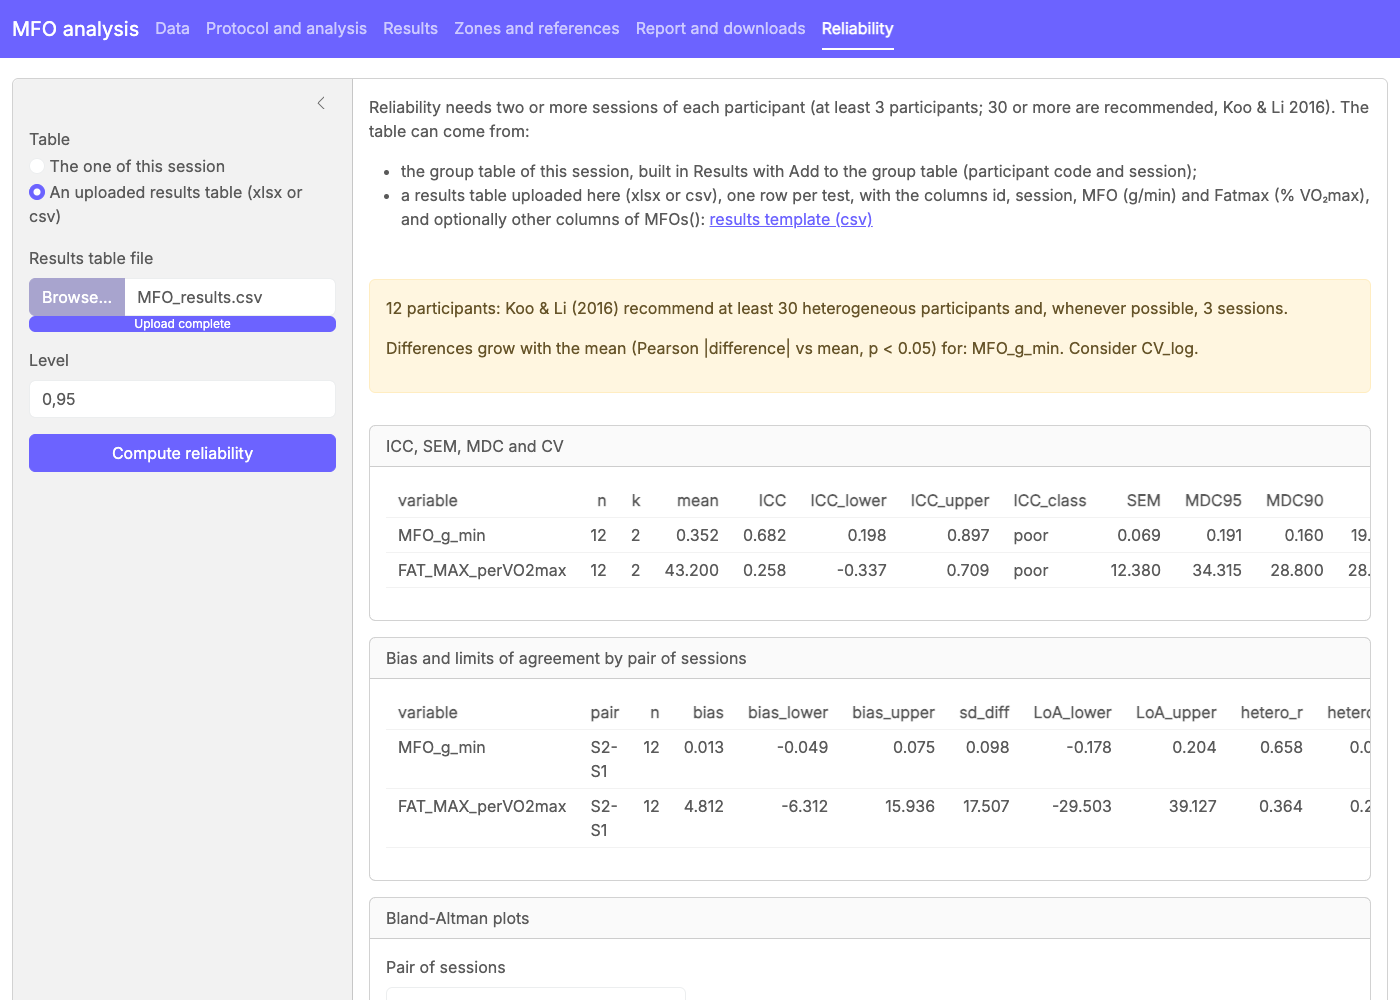 MFO analysis Data Protocol and analysis Results Zones and references Report and downloads Reliability
Table
The one of this session
An uploaded results table (xlsx or
csv)
Results table file
Browse... MFO_results.csv
Upload complete
Level
0,95
Compute reliability
Reliability needs two or more sessions of each participant (at least 3 participants; 30 or more are recommended, Koo & Li 2016). The
table can come from:
• the group table of this session, built in Results with Add to the group table (participant code and session);
• a results table uploaded here (xlsx or csv), one row per test, with the columns id, session, MFO (g/min) and Fatmax (% VO₂max),
and optionally other columns of MFOs(): results template (csv)
12 participants: Koo & Li (2016) recommend at least 30 heterogeneous participants and, whenever possible, 3 sessions.
Differences grow with the mean (Pearson |difference| vs mean, p < 0.05) for: MFO_g_min. Consider CV_log.
ICC, SEM, MDC and CV
variable n k mean ICC ICC_lower ICC_upper ICC_class SEM MDC95 MDC90
MFO_g_min 12 2 0.352 0.682 0.198 0.897 poor 0.069 0.191 0.160 19.
FAT_MAX_perVO2max 12 2 43.200 0.258 -0.337 0.709 poor 12.380 34.315 28.800 28.
Bias and limits of agreement by pair of sessions
variable pair n bias bias_lower bias_upper sd_diff LoA_lower LoA_upper hetero_r hetero
MFO_g_min S2- 12 0.013 -0.049 0.075 0.098 -0.178 0.204 0.658 0.0
S1
FAT_MAX_perVO2max S2- 12 4.812 -6.312 15.936 17.507 -29.503 39.127 0.364 0.2
S1
Bland-Altman plots
Pair of sessions